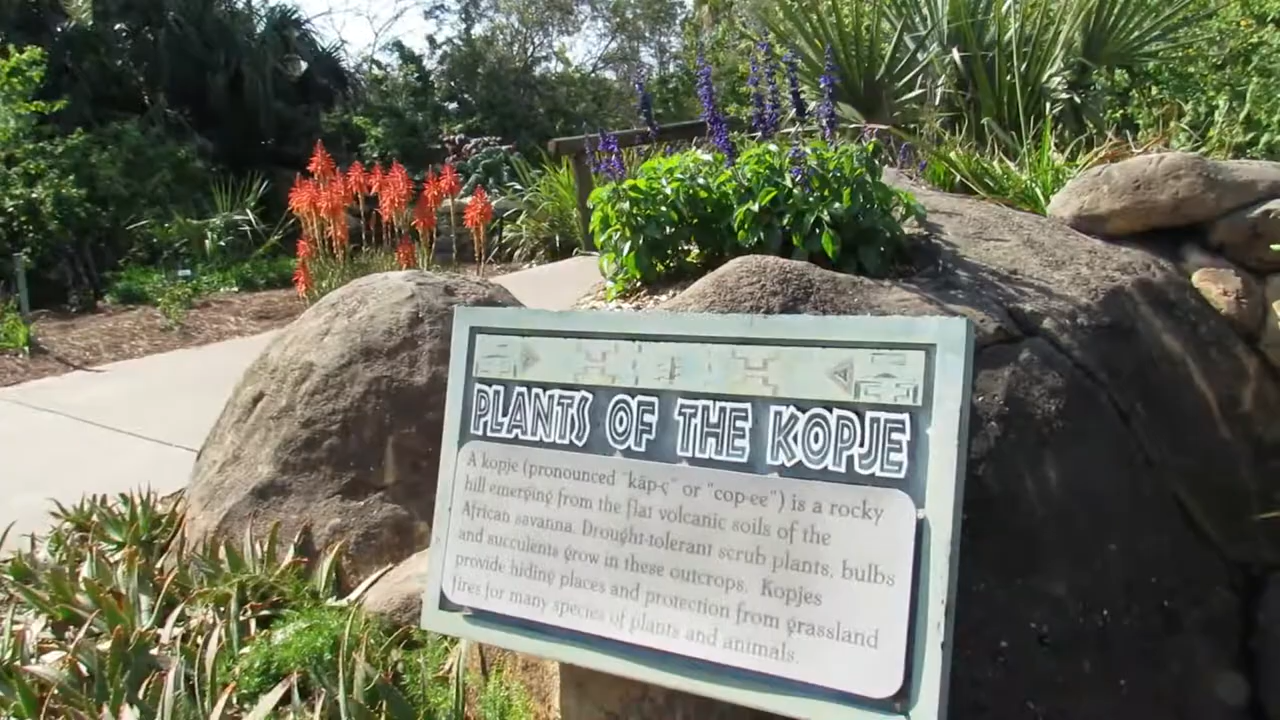 PLANTS OF THE KOPJE
A kopje (pronounced "käp-ç" or "cop-ee") is a rocky
hill emerging from the flat volcanic soils of the
African savanna. Drought-tolerant scrub plants, bulbs
and succulents grow in these outcrops. Kopjes
provide hiding places and protection from grassland
fires for many species of plants and animals.